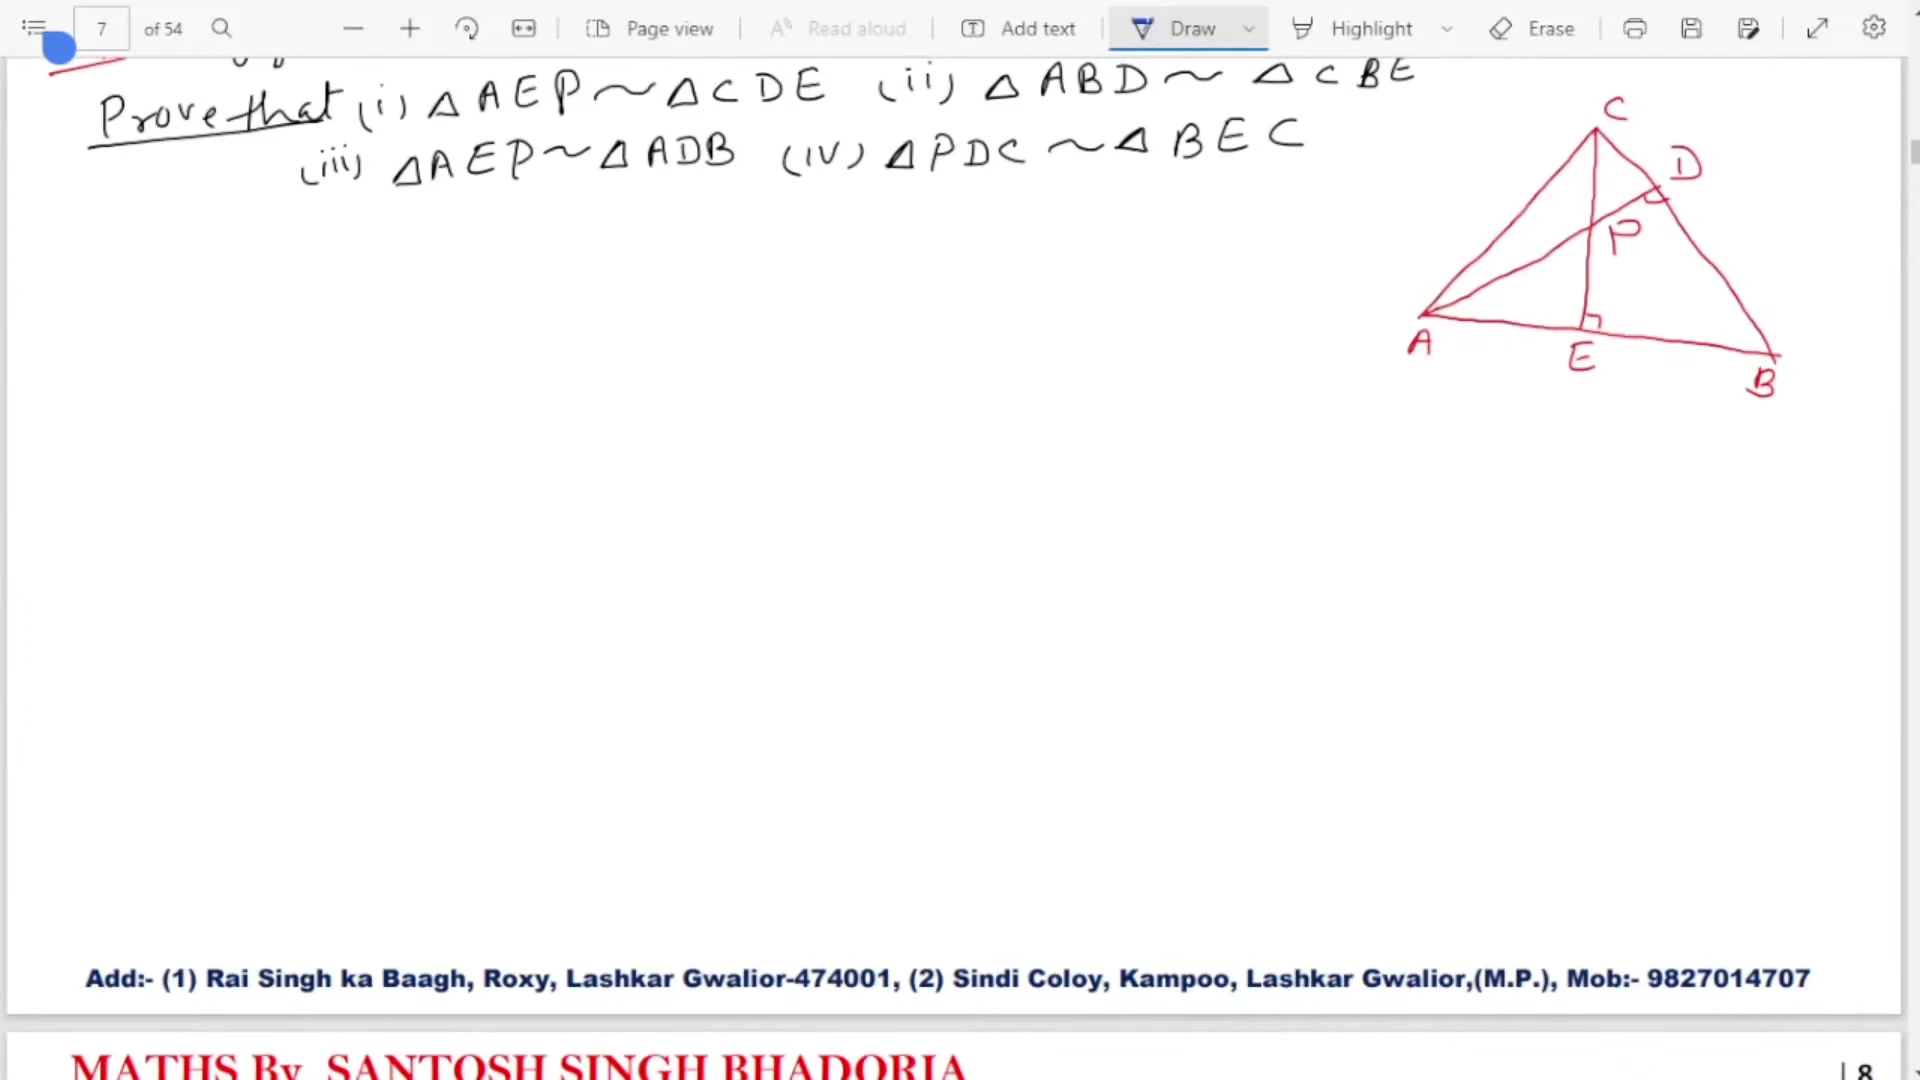 7 of 54 Page view Read aloud Add text Draw Highlight Erase
Prove that (i) △AEP ~ △CDE (ii) △ABD ~ △CBE
(iii) △AEP ~ △ADB (iv) △PDC ~ △BEC
C
D
P
A
E
B
Add:- (1) Rai Singh ka Baagh, Roxy, Lashkar Gwalior-474001, (2) Sindi Coloy, Kampoo, Lashkar Gwalior,(M.P.), Mob:- 9827014707
MATHS By SANTOSH SINGH BHADORIA | 8